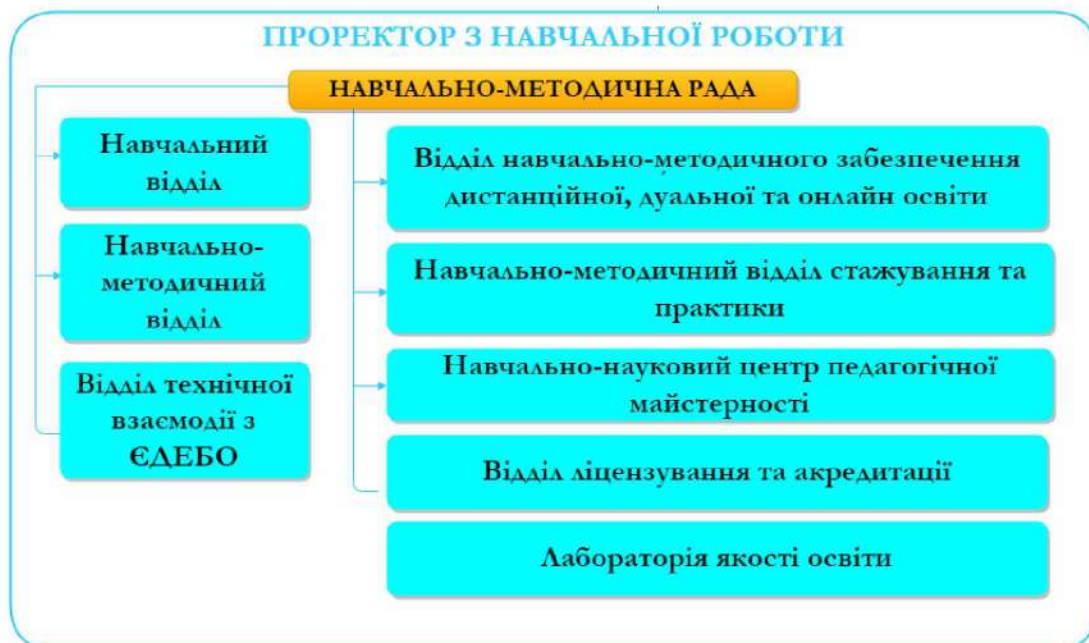 ПРОРЕКТОР З НАВЧАЛЬНОЇ РОБОТИ
НАВЧАЛЬНО-МЕТОДИЧНА РАДА
Навчальний
відділ
Навчально-
методичний
відділ
Відділ технічної
взаємодії з
ЄДЕБО
Відділ навчально-методичного забезпечення
дистанційної, дуальної та онлайн освіти
Навчально-методичний відділ стажування та
практики
Навчально-науковий центр педагогічної
майстерності
Відділ ліцензування та акредитації
Лабораторія якості освіти